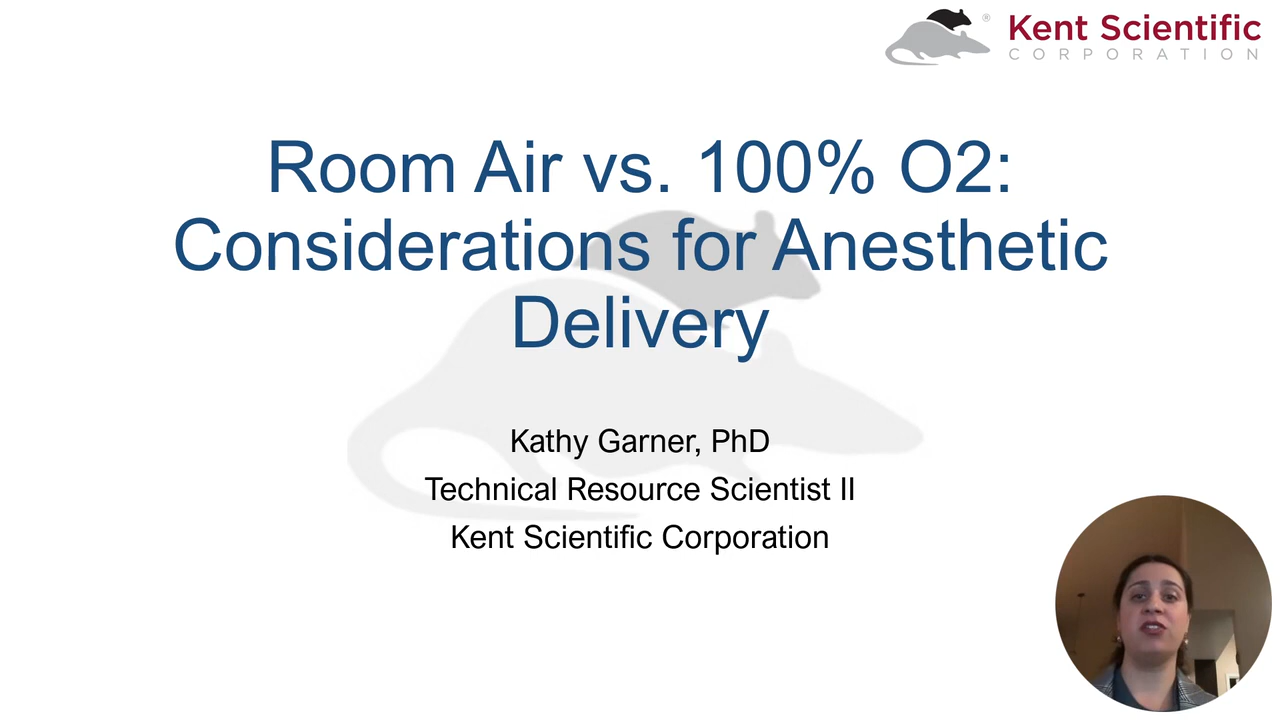 Kent Scientific
CORPORATION
®
Room Air vs. 100% O2:
Considerations for Anesthetic
Delivery
Kathy Garner, PhD
Technical Resource Scientist II
Kent Scientific Corporation